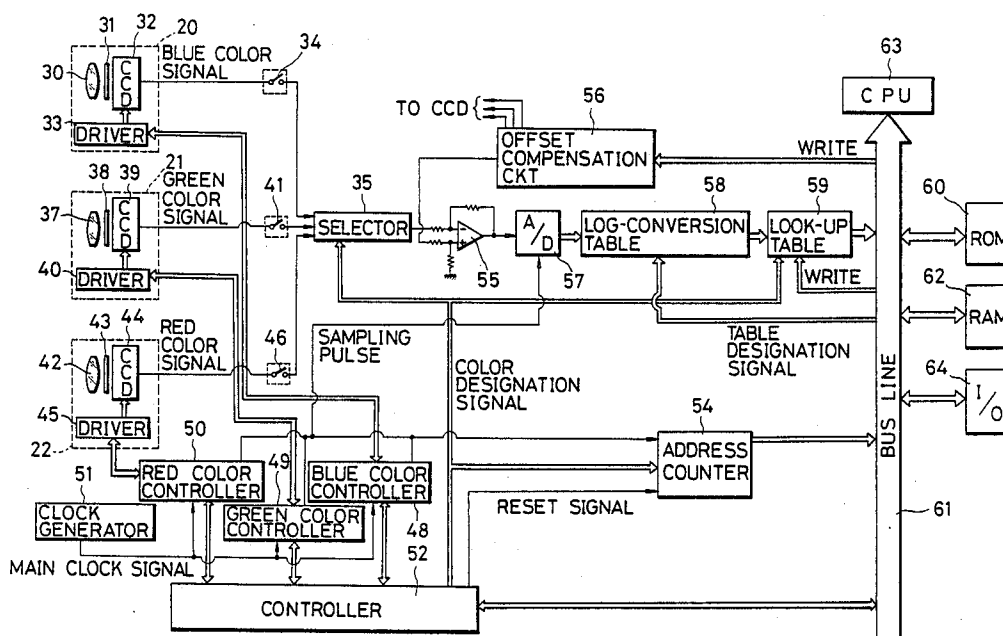 31
32
20
34
BLUE COLOR
SIGNAL
30
CCD
33
DRIVER
63
CPU
TO CCD
56
OFFSET
COMPENSATION
CKT
WRITE
38
39
21
GREEN
COLOR
SIGNAL
41
35
SELECTOR
37
CCD
40
DRIVER
55
A/D
57
58
LOG-CONVERSION
TABLE
59
LOOK-UP
TABLE
WRITE
60
ROM
62
RAM
64
I/O
43
44
RED COLOR
SIGNAL
46
42
CCD
45
DRIVER
22
SAMPLING
PULSE
COLOR
DESIGNATION
SIGNAL
TABLE
DESIGNATION
SIGNAL
BUS LINE
61
54
ADDRESS
COUNTER
50
RED COLOR
CONTROLLER
49
GREEN COLOR
CONTROLLER
BLUE COLOR
CONTROLLER
48
51
CLOCK
GENERATOR
RESET SIGNAL
MAIN CLOCK SIGNAL
52
CONTROLLER